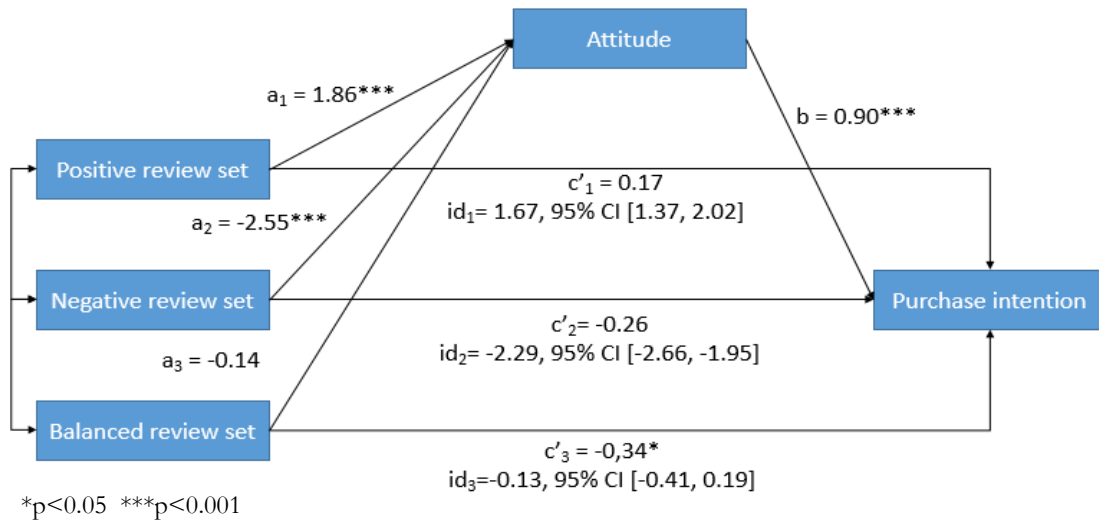 Attitude
a₁ = 1.86***
b = 0.90***
Positive review set
c'₁ = 0.17
id₁= 1.67, 95% CI [1.37, 2.02]
a₂ = -2.55***
Negative review set
Purchase intention
c'₂= -0.26
id₂= -2.29, 95% CI [-2.66, -1.95]
a₃ = -0.14
Balanced review set
c'₃ = -0,34*
id₃=-0.13, 95% CI [-0.41, 0.19]
*p<0.05 ***p<0.001